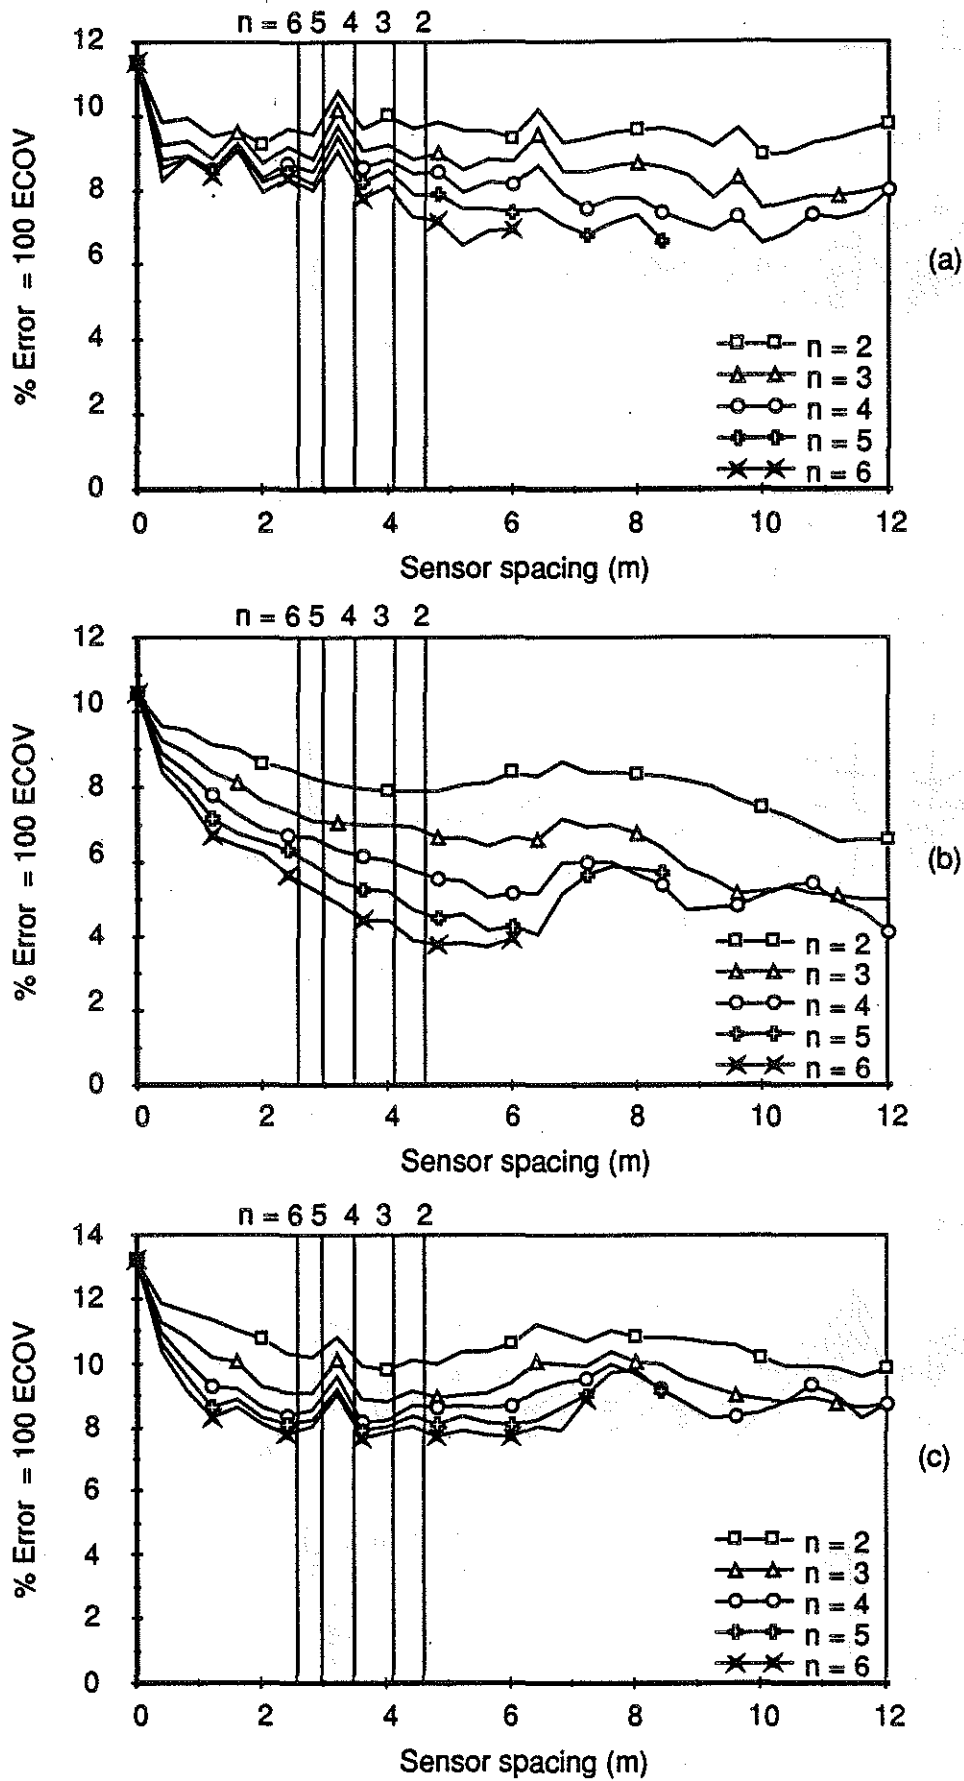 n = 6 5 4 3 2
12
10
8
6
4
2
0
% Error = 100 ECOV
(a)
n = 2
n = 3
n = 4
n = 5
n = 6
0 2 4 6 8 10 12
Sensor spacing (m)
n = 6 5 4 3 2
12
10
8
6
4
2
0
% Error = 100 ECOV
(b)
n = 2
n = 3
n = 4
n = 5
n = 6
0 2 4 6 8 10 12
Sensor spacing (m)
n = 6 5 4 3 2
14
12
10
8
6
4
2
0
% Error = 100 ECOV
(c)
n = 2
n = 3
n = 4
n = 5
n = 6
0 2 4 6 8 10 12
Sensor spacing (m)